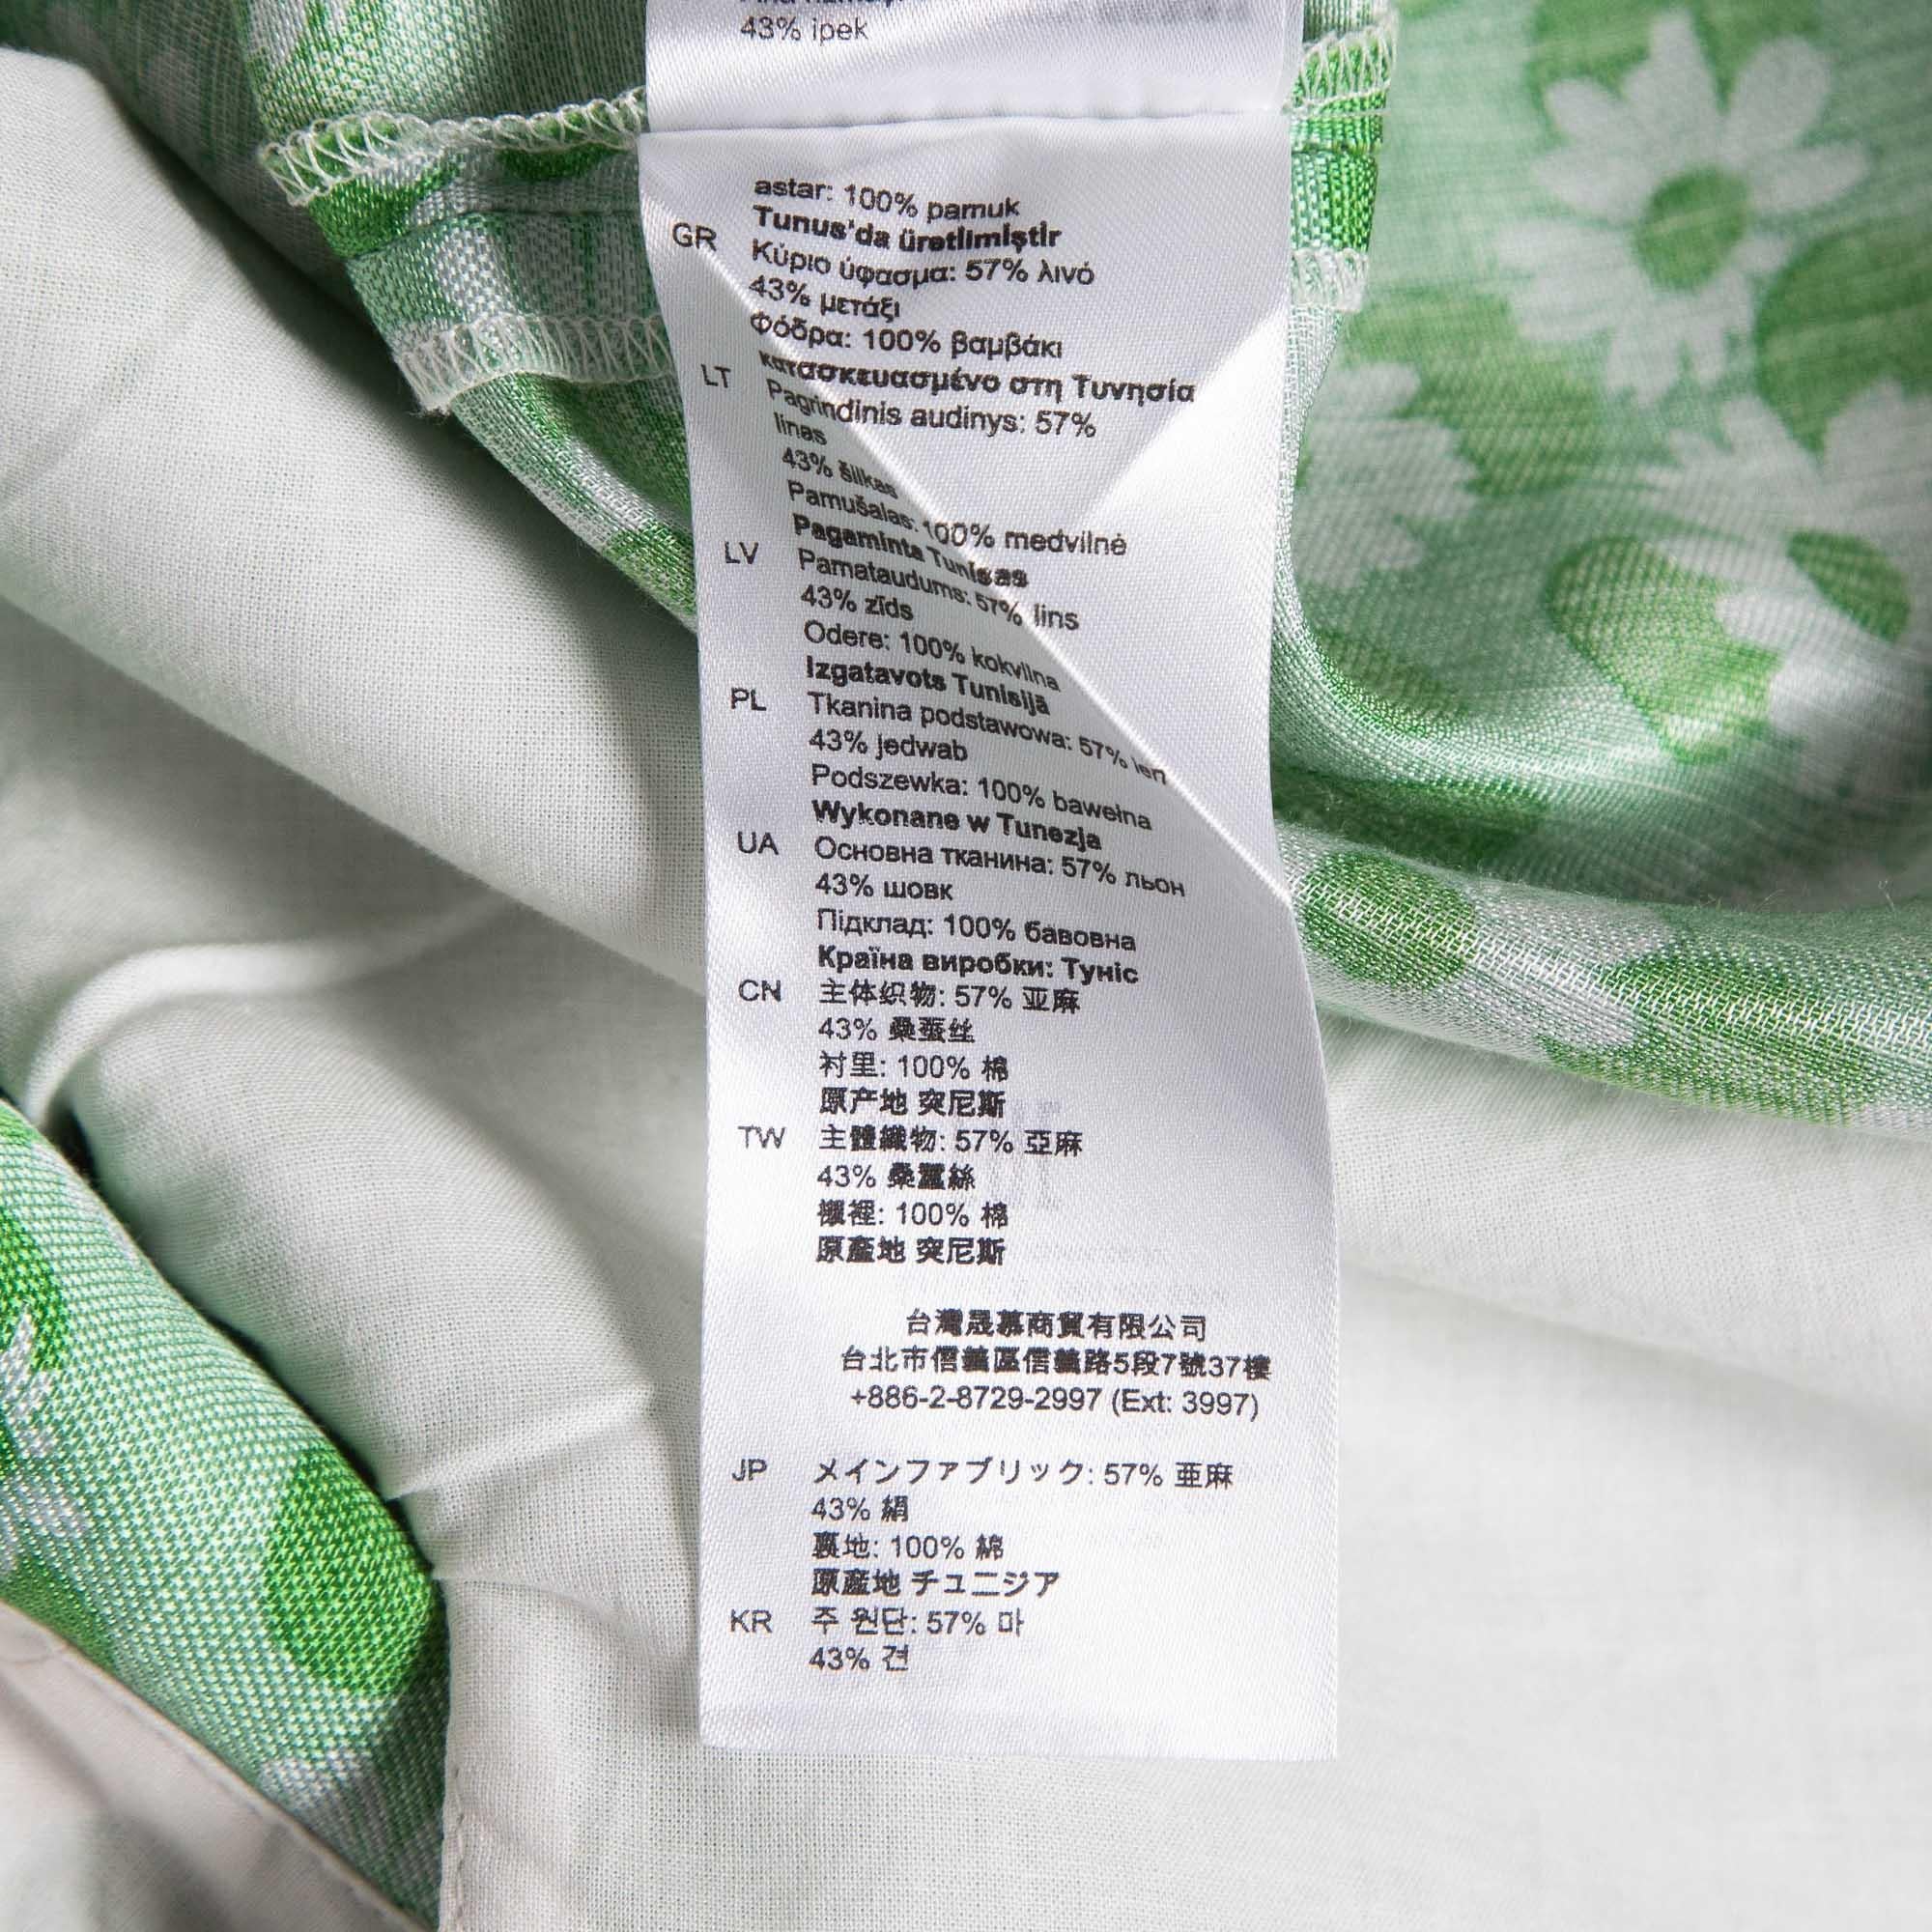 43% ipek
astar: 100% pamuk
Tunus'da üretlimiştir
GR Κύριο ύφασμα: 57% λινό
43% μετάξι
Φόδρα: 100% βαμβάκι
κατασκευασμένο στη Τυνησία
LT Pagrindinis audinys: 57%
linas
43% šilkas
Pamušalas: 100% medvilnė
Pagaminta Tunisas
LV Pamataudums: 57% lins
43% zīds
Odere: 100% kokvilna
Izgatavots Tunisijā
PL Tkanina podstawowa: 57% len
43% jedwab
Podszewka: 100% bawełna
Wykonane w Tunezja
UA Основна тканина: 57% льон
43% шовк
Підклад: 100% бавовна
Країна виробки: Туніс
CN 主体织物: 57% 亚麻
43% 桑蚕丝
衬里: 100% 棉
原产地 突尼斯
TW 主體織物: 57% 亞麻
43% 桑蠶絲
襯裡: 100% 棉
原產地 突尼斯
台灣晟慕商貿有限公司
台北市信義區信義路5段7號37樓
+886-2-8729-2997 (Ext: 3997)
JP メインファブリック: 57% 亜麻
43% 絹
裏地: 100% 綿
原産地 チュニジア
KR 주 원단: 57% 마
43% 견